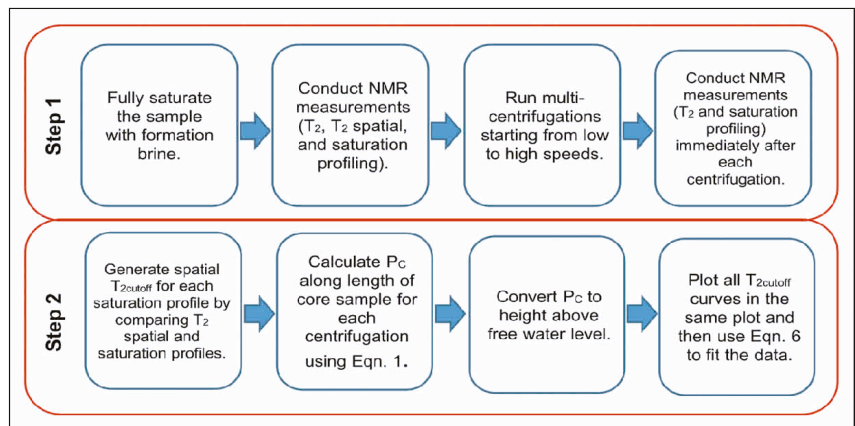 Step 1
Fully saturate
the sample
with formation
brine.
Conduct NMR
measurements
(T₂, T₂ spatial,
and saturation
profiling).
Run multi-
centrifugations
starting from low
to high speeds.
Conduct NMR
measurements
(T₂ and saturation
profiling)
immediately after
each
centrifugation.
Step 2
Generate spatial
T₂cutoff for each
saturation profile by
comparing T₂
spatial and
saturation profiles.
Calculate PC
along length of
core sample for
each
centrifugation
using Eqn. 1.
Convert PC to
height above
free water level.
Plot all T₂cutoff
curves in the
same plot and
then use Eqn. 6
to fit the data.